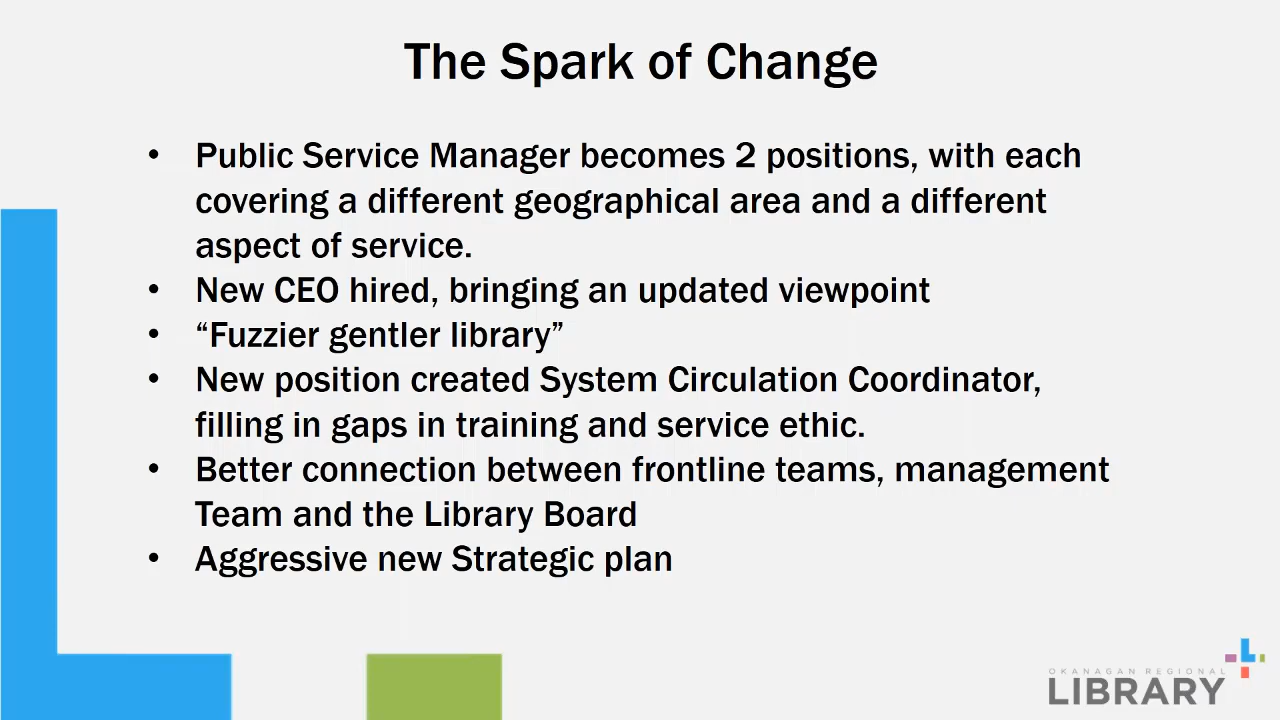 The Spark of Change
• Public Service Manager becomes 2 positions, with each
covering a different geographical area and a different
aspect of service.
• New CEO hired, bringing an updated viewpoint
• “Fuzzier gentler library”
• New position created System Circulation Coordinator,
filling in gaps in training and service ethic.
• Better connection between frontline teams, management
Team and the Library Board
• Aggressive new Strategic plan
OKANAGAN REGIONAL
LIBRARY